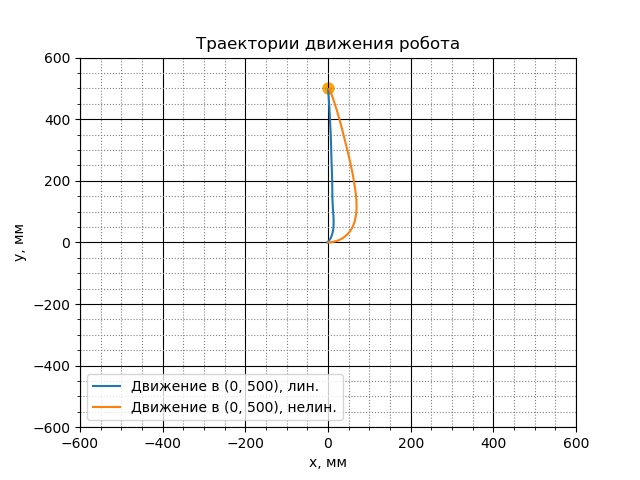 Траектории движения робота
600
400
200
0
−200
−400
−600
y, мм
Движение в (0, 500), лин.
Движение в (0, 500), нелин.
−600
−400
−200
0
200
400
600
x, мм